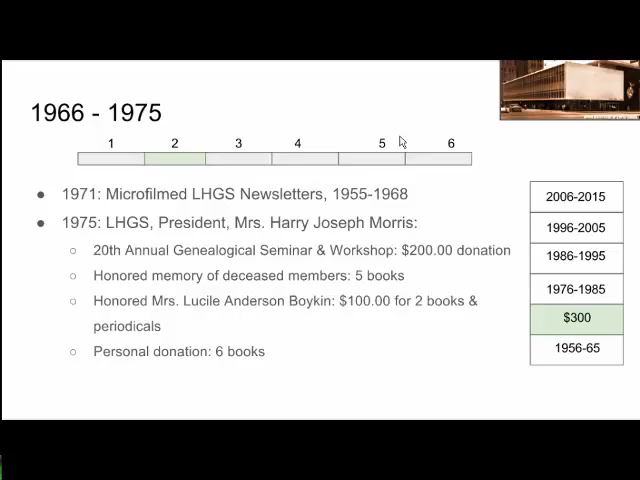 1966 - 1975
1 2 3 4 5 6
● 1971: Microfilmed LHGS Newsletters, 1955-1968
● 1975: LHGS, President, Mrs. Harry Joseph Morris:
○ 20th Annual Genealogical Seminar & Workshop: $200.00 donation
○ Honored memory of deceased members: 5 books
○ Honored Mrs. Lucile Anderson Boykin: $100.00 for 2 books &
periodicals
○ Personal donation: 6 books
2006-2015
1996-2005
1986-1995
1976-1985
$300
1956-65